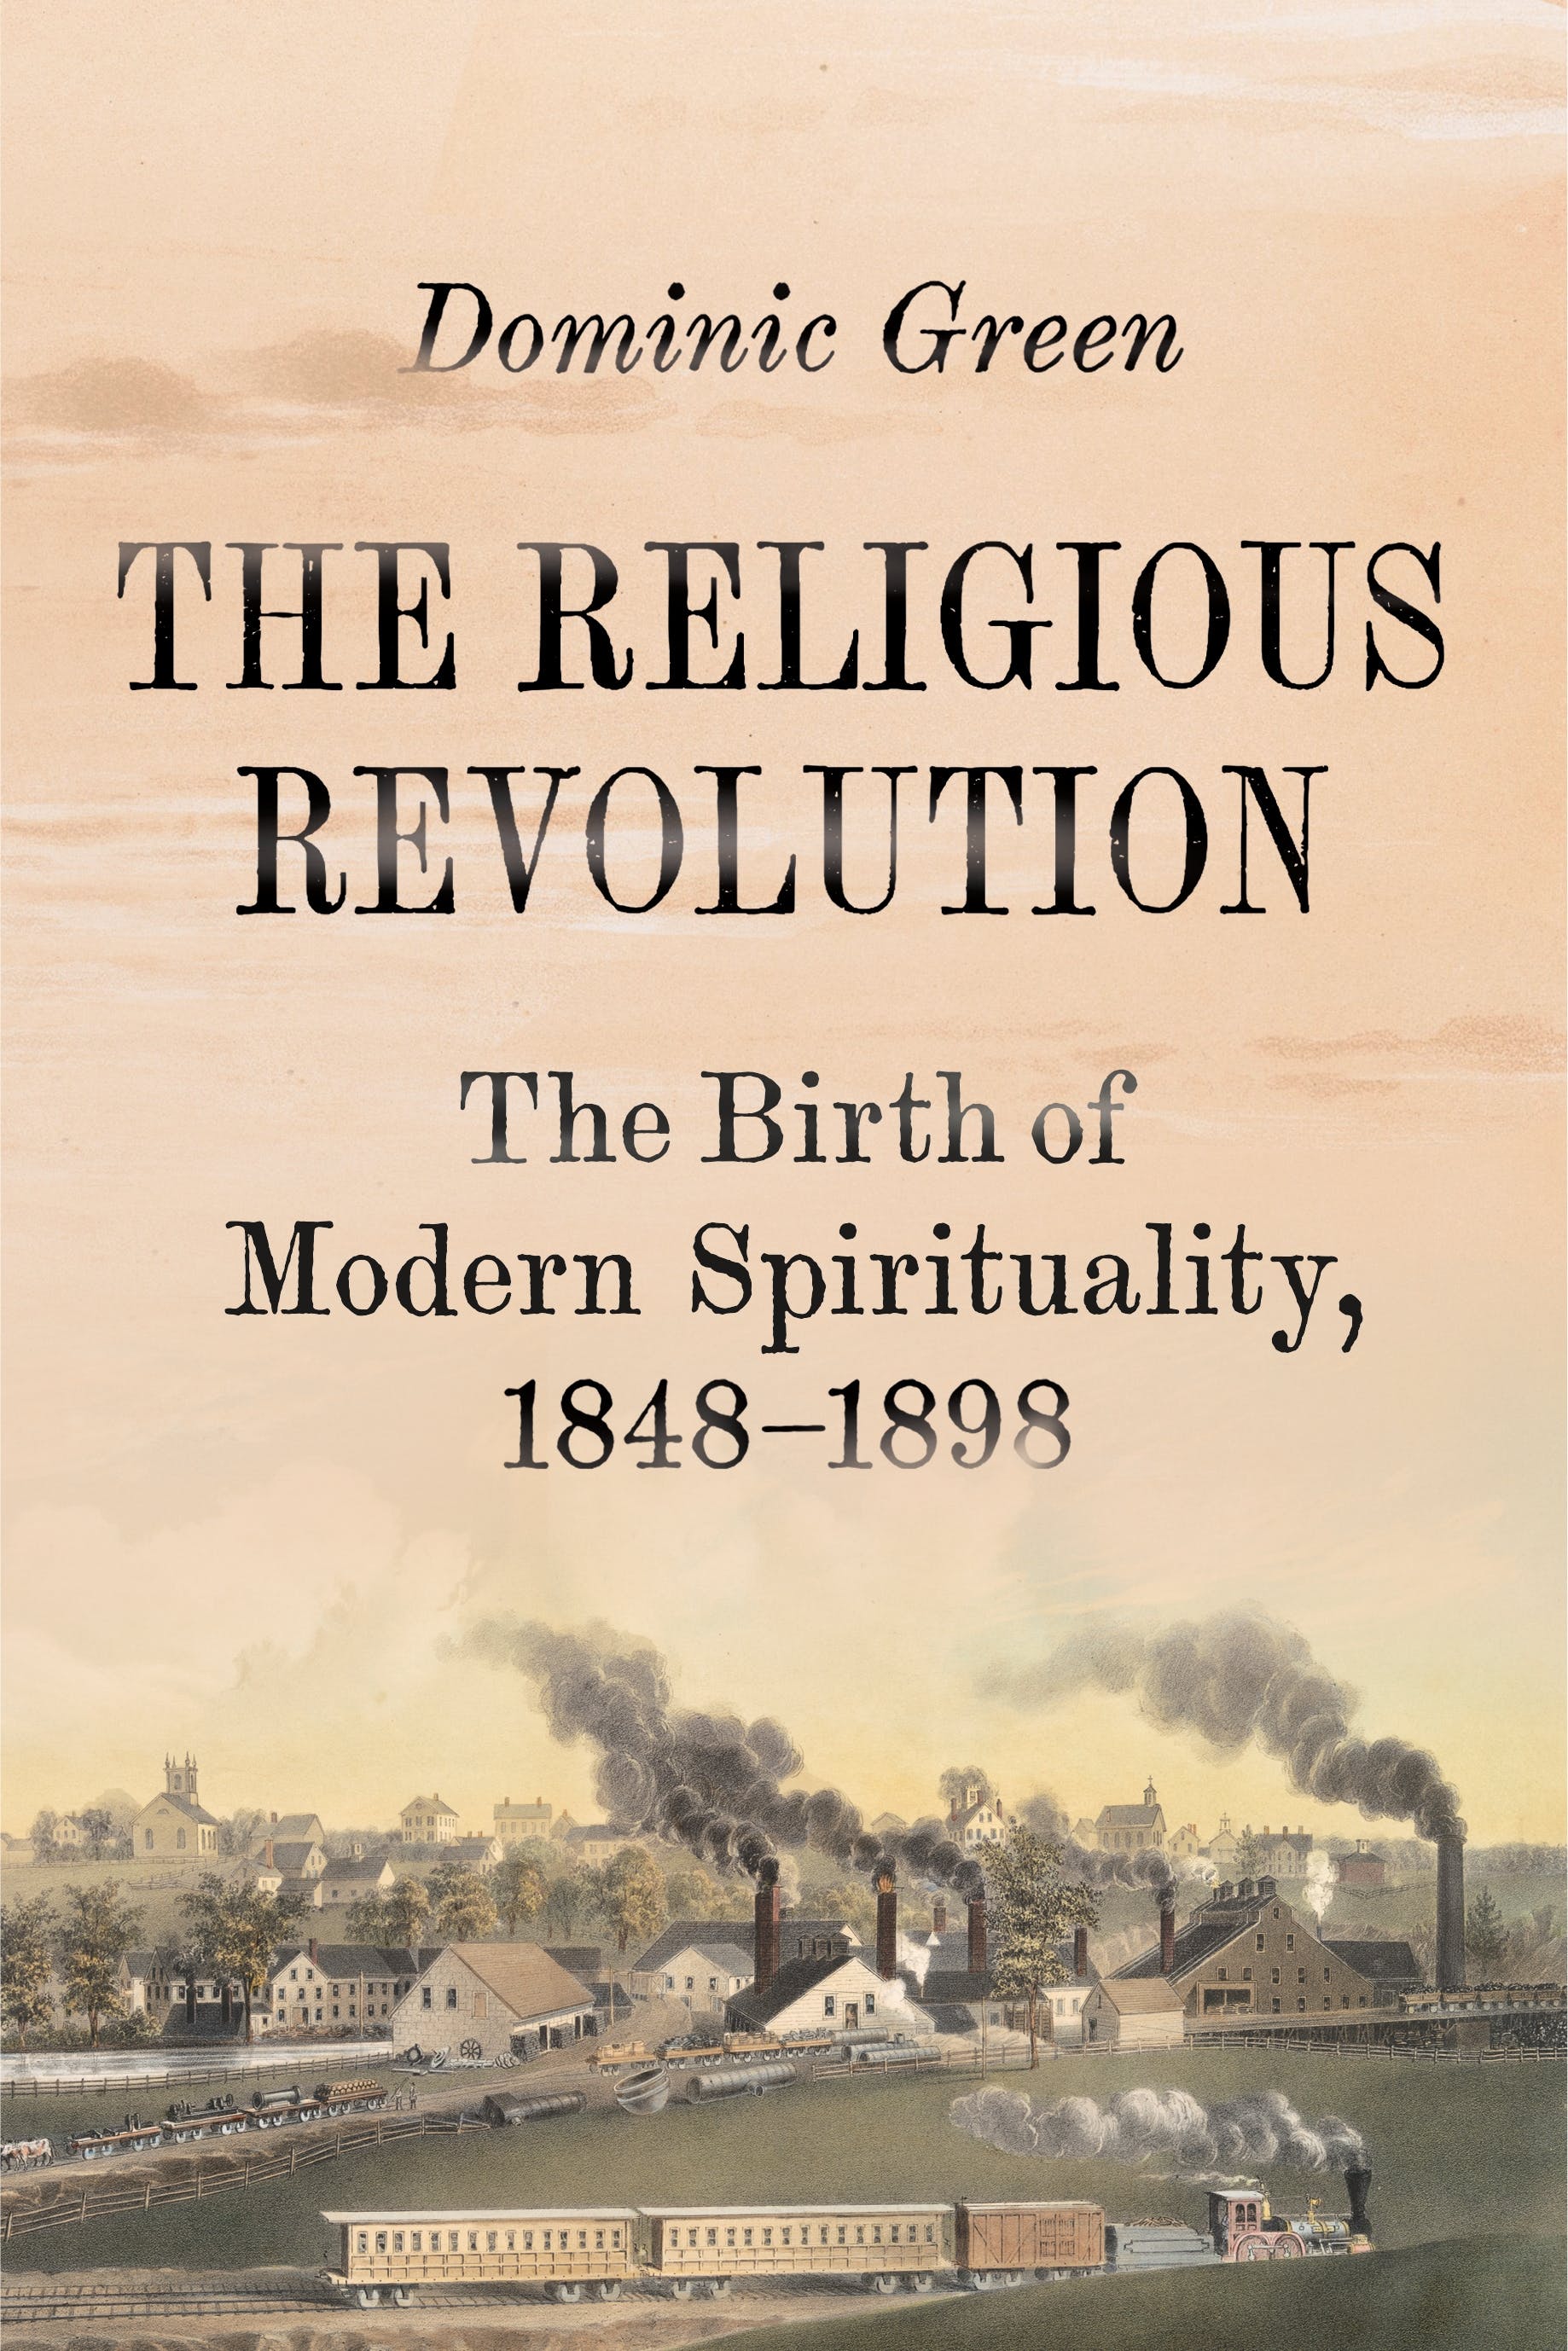 Dominic Green
THE RELIGIOUS
REVOLUTION
The Birth of
Modern Spirituality,
1848–1898